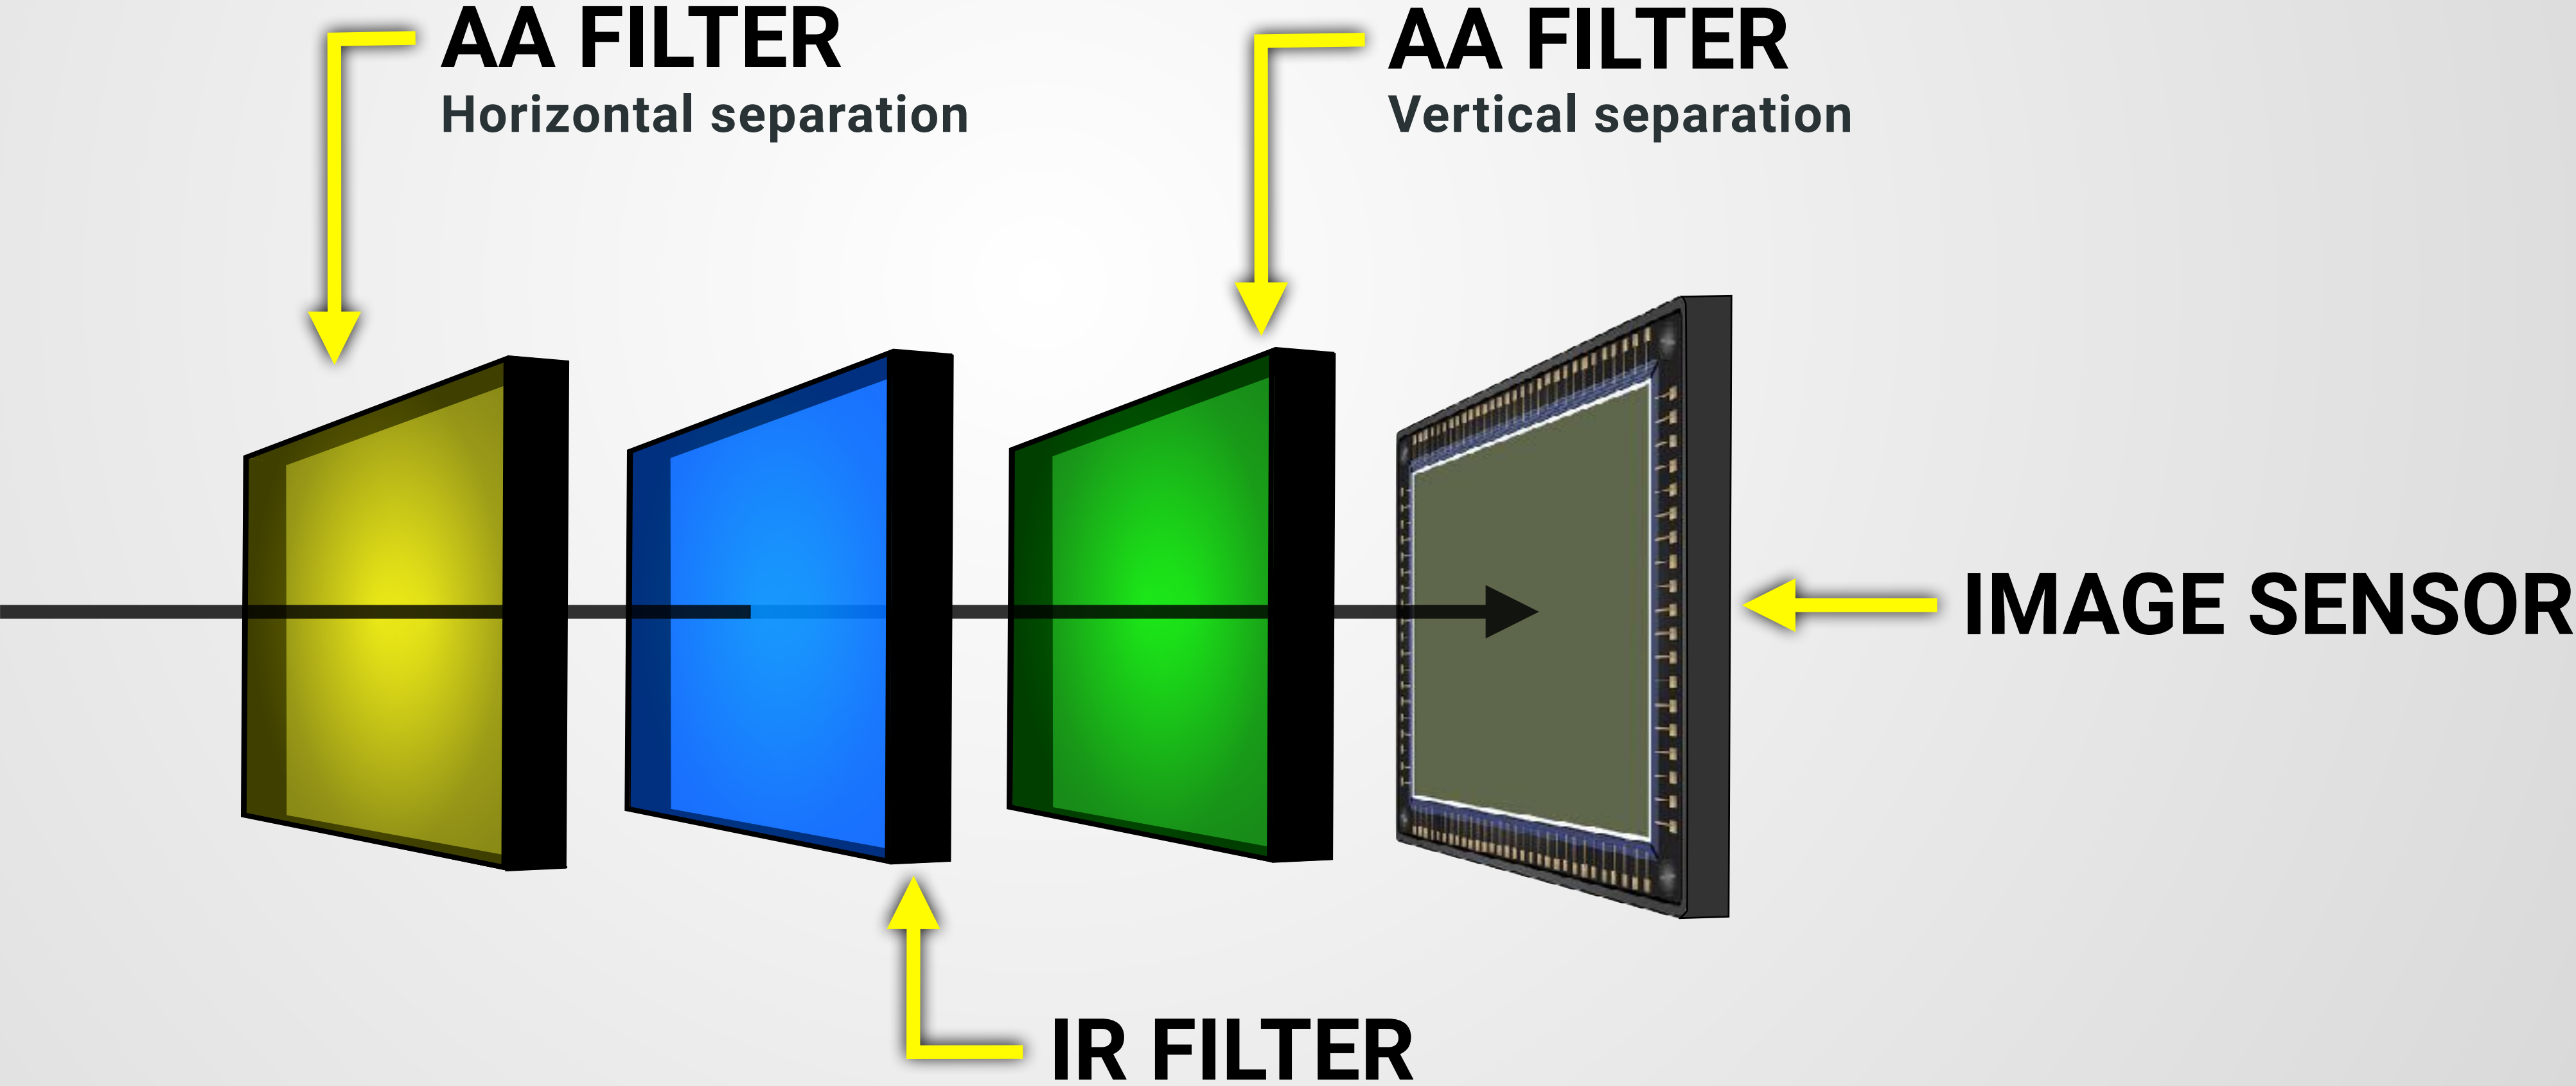 AA FILTER
Horizontal separation
AA FILTER
Vertical separation
IMAGE SENSOR
IR FILTER